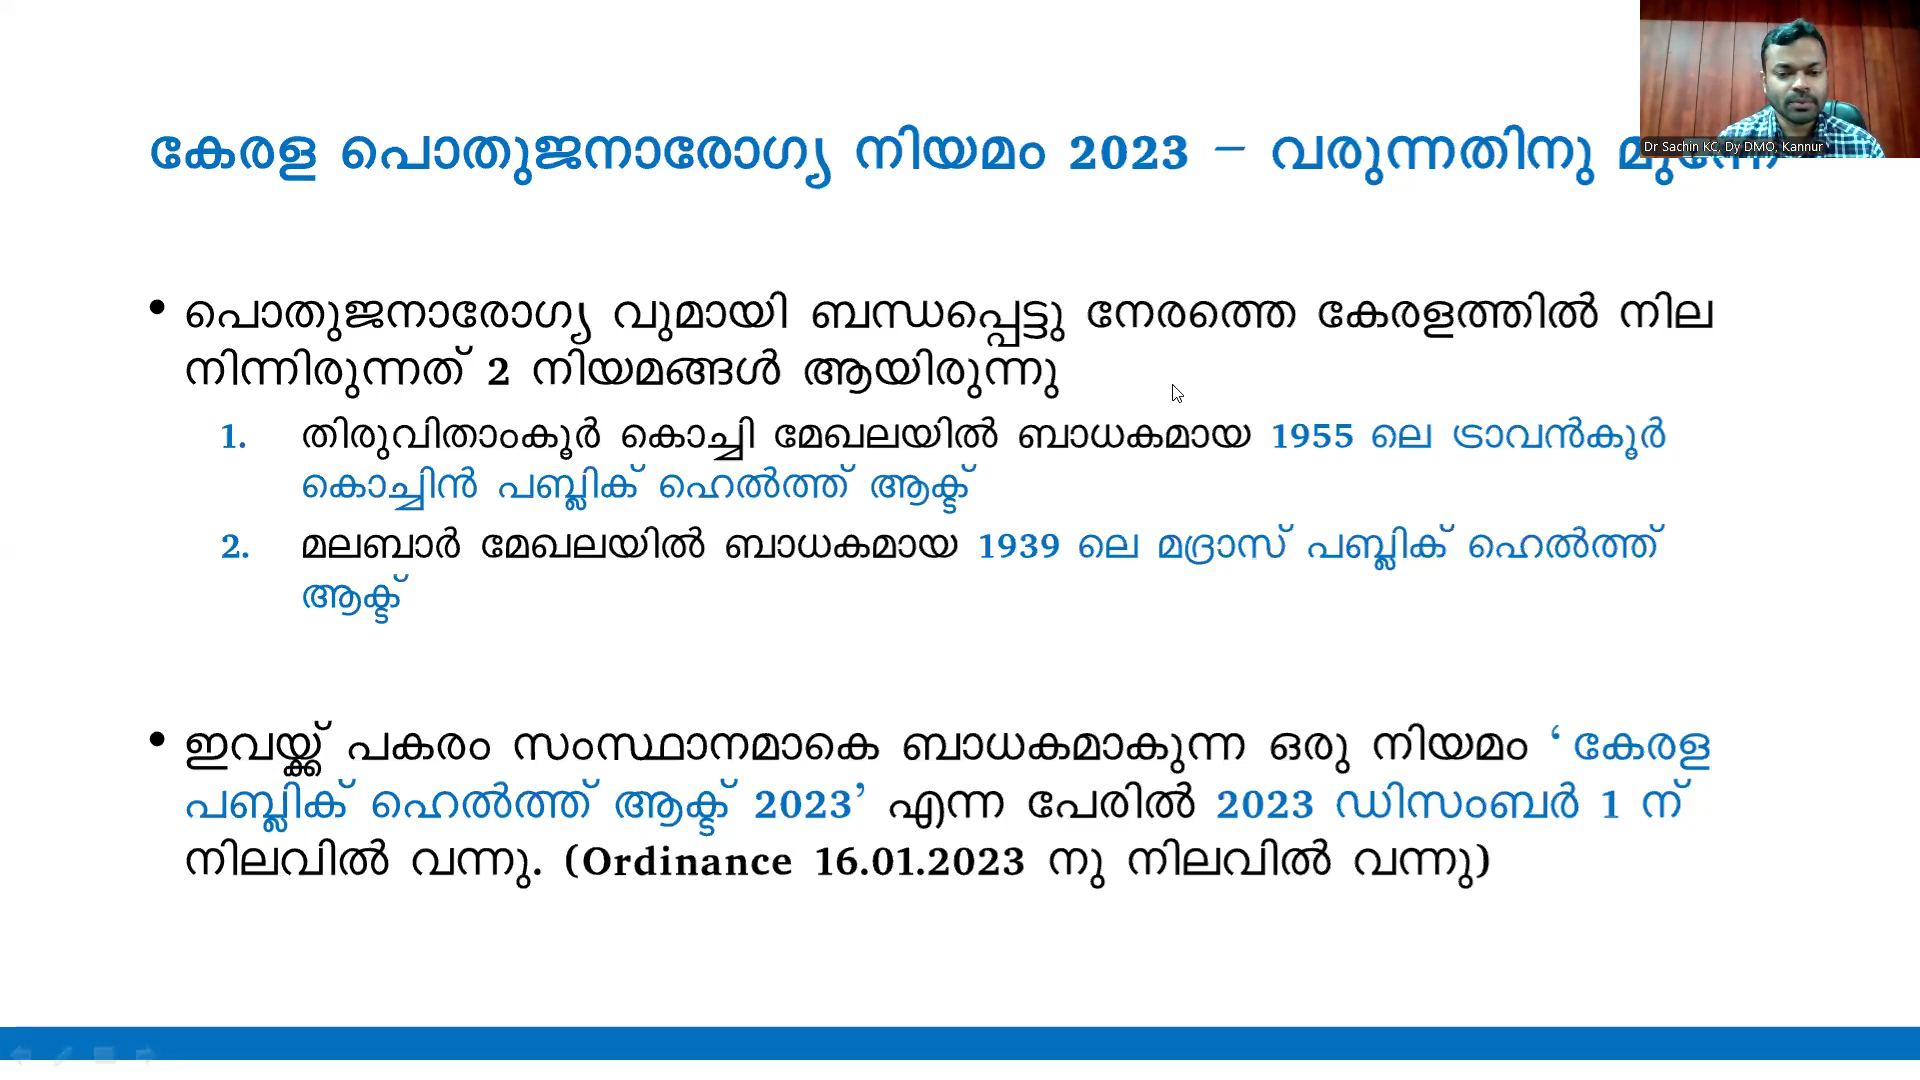 കേരള പൊതുജനാരോഗ്യ നിയമം 2023 – വരുന്നതിനു മുന്നേ
Dr Sachin KC, Dy DMO, Kannur
• പൊതുജനാരോഗ്യ വുമായി ബന്ധപ്പെട്ടു നേരത്തെ കേരളത്തിൽ നില
നിന്നിരുന്നത് 2 നിയമങ്ങൾ ആയിരുന്നു
1. തിരുവിതാംകൂർ കൊച്ചി മേഖലയിൽ ബാധകമായ 1955 ലെ ട്രാവൻകൂർ
കൊച്ചിൻ പബ്ലിക് ഹെൽത്ത് ആക്ട്
2. മലബാർ മേഖലയിൽ ബാധകമായ 1939 ലെ മദ്രാസ് പബ്ലിക് ഹെൽത്ത്
ആക്ട്
• ഇവയ്ക്ക് പകരം സംസ്ഥാനമാകെ ബാധകമാകുന്ന ഒരു നിയമം ‘ കേരള
പബ്ലിക് ഹെൽത്ത് ആക്ട് 2023’ എന്ന പേരിൽ 2023 ഡിസംബർ 1 ന്
നിലവിൽ വന്നു. (Ordinance 16.01.2023 നു നിലവിൽ വന്നു)